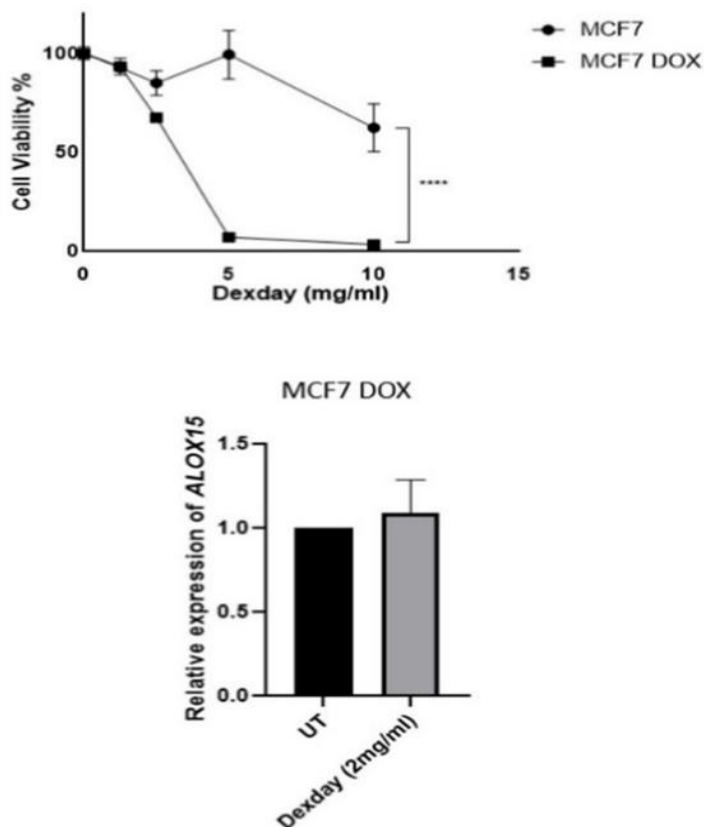 MCF7
MCF7 DOX
Cell Viability %
100
50
0
****
0 5 10 15
Dexday (mg/ml)
MCF7 DOX
Relative expression of ALOX15
1.5
1.0
0.5
0.0
UT
Dexday (2mg/ml)